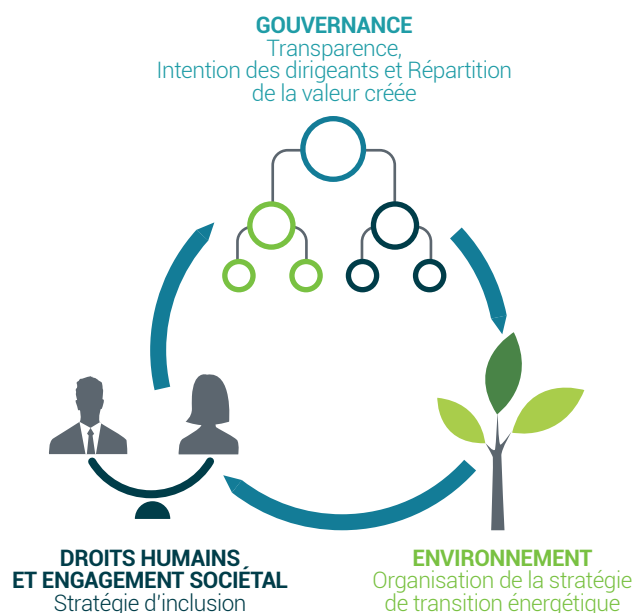 GOUVERNANCE
Transparence,
Intention des dirigeants et Répartition
de la valeur créée
DROITS HUMAINS
ET ENGAGEMENT SOCIÉTAL
Stratégie d'inclusion
ENVIRONNEMENT
Organisation de la stratégie
de transition énergétique